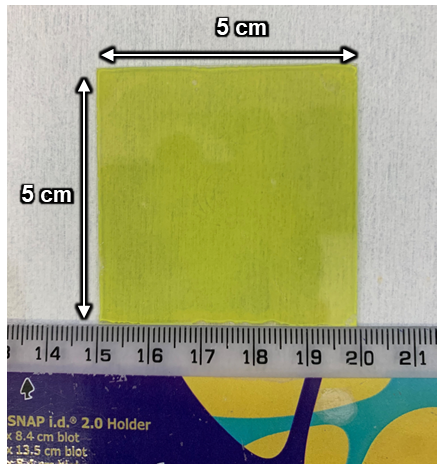 5 cm
5 cm
14 15 16 17 18 19 20 21
SNAP i.d.® 2.0 Holder
x 8.4 cm blot
x 13.5 cm blot